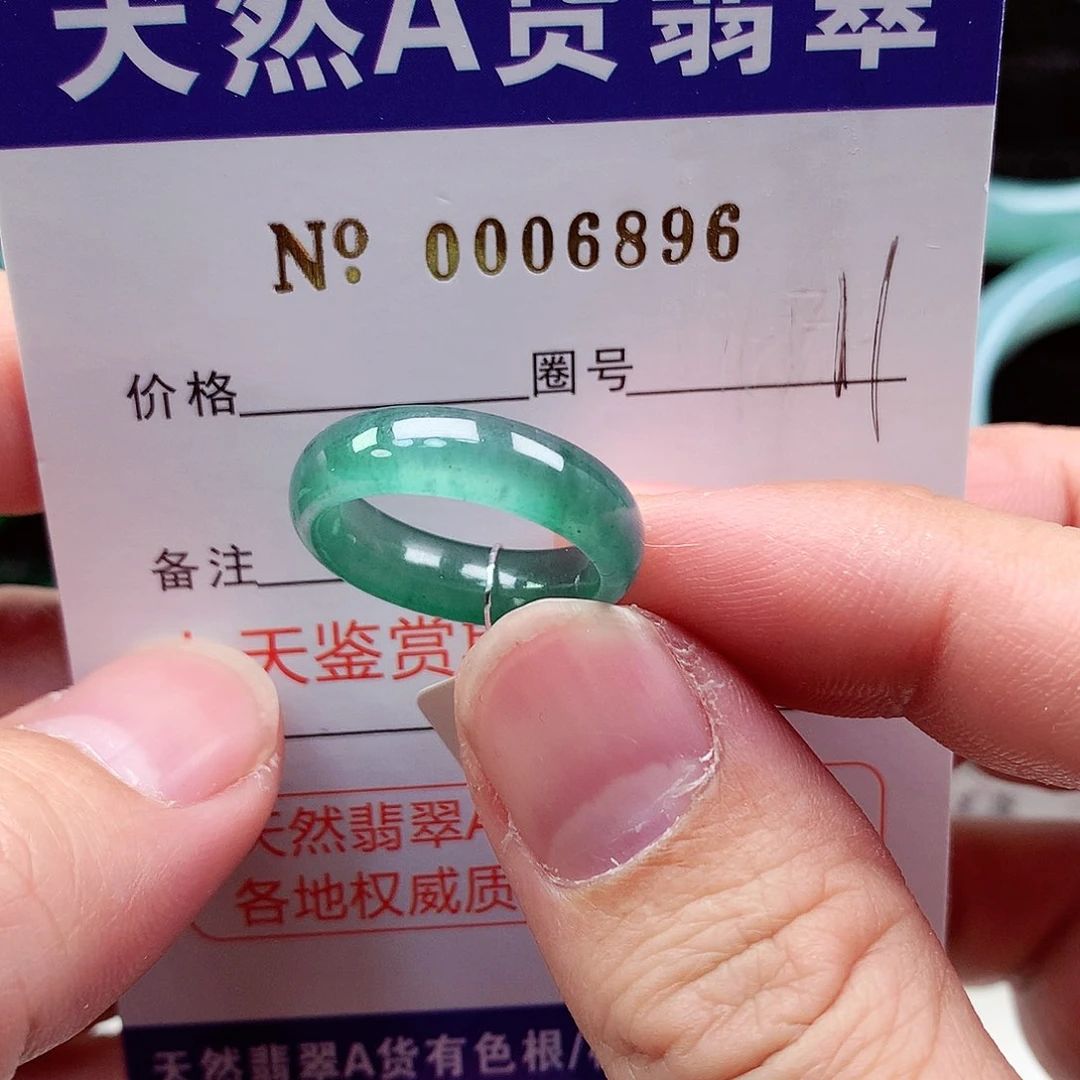 天然A货翡翠
No. 0006896
价格 圈号 11
备注
天鉴赏
天然翡翠A
各地权威质
天然翡翠A货有色根/